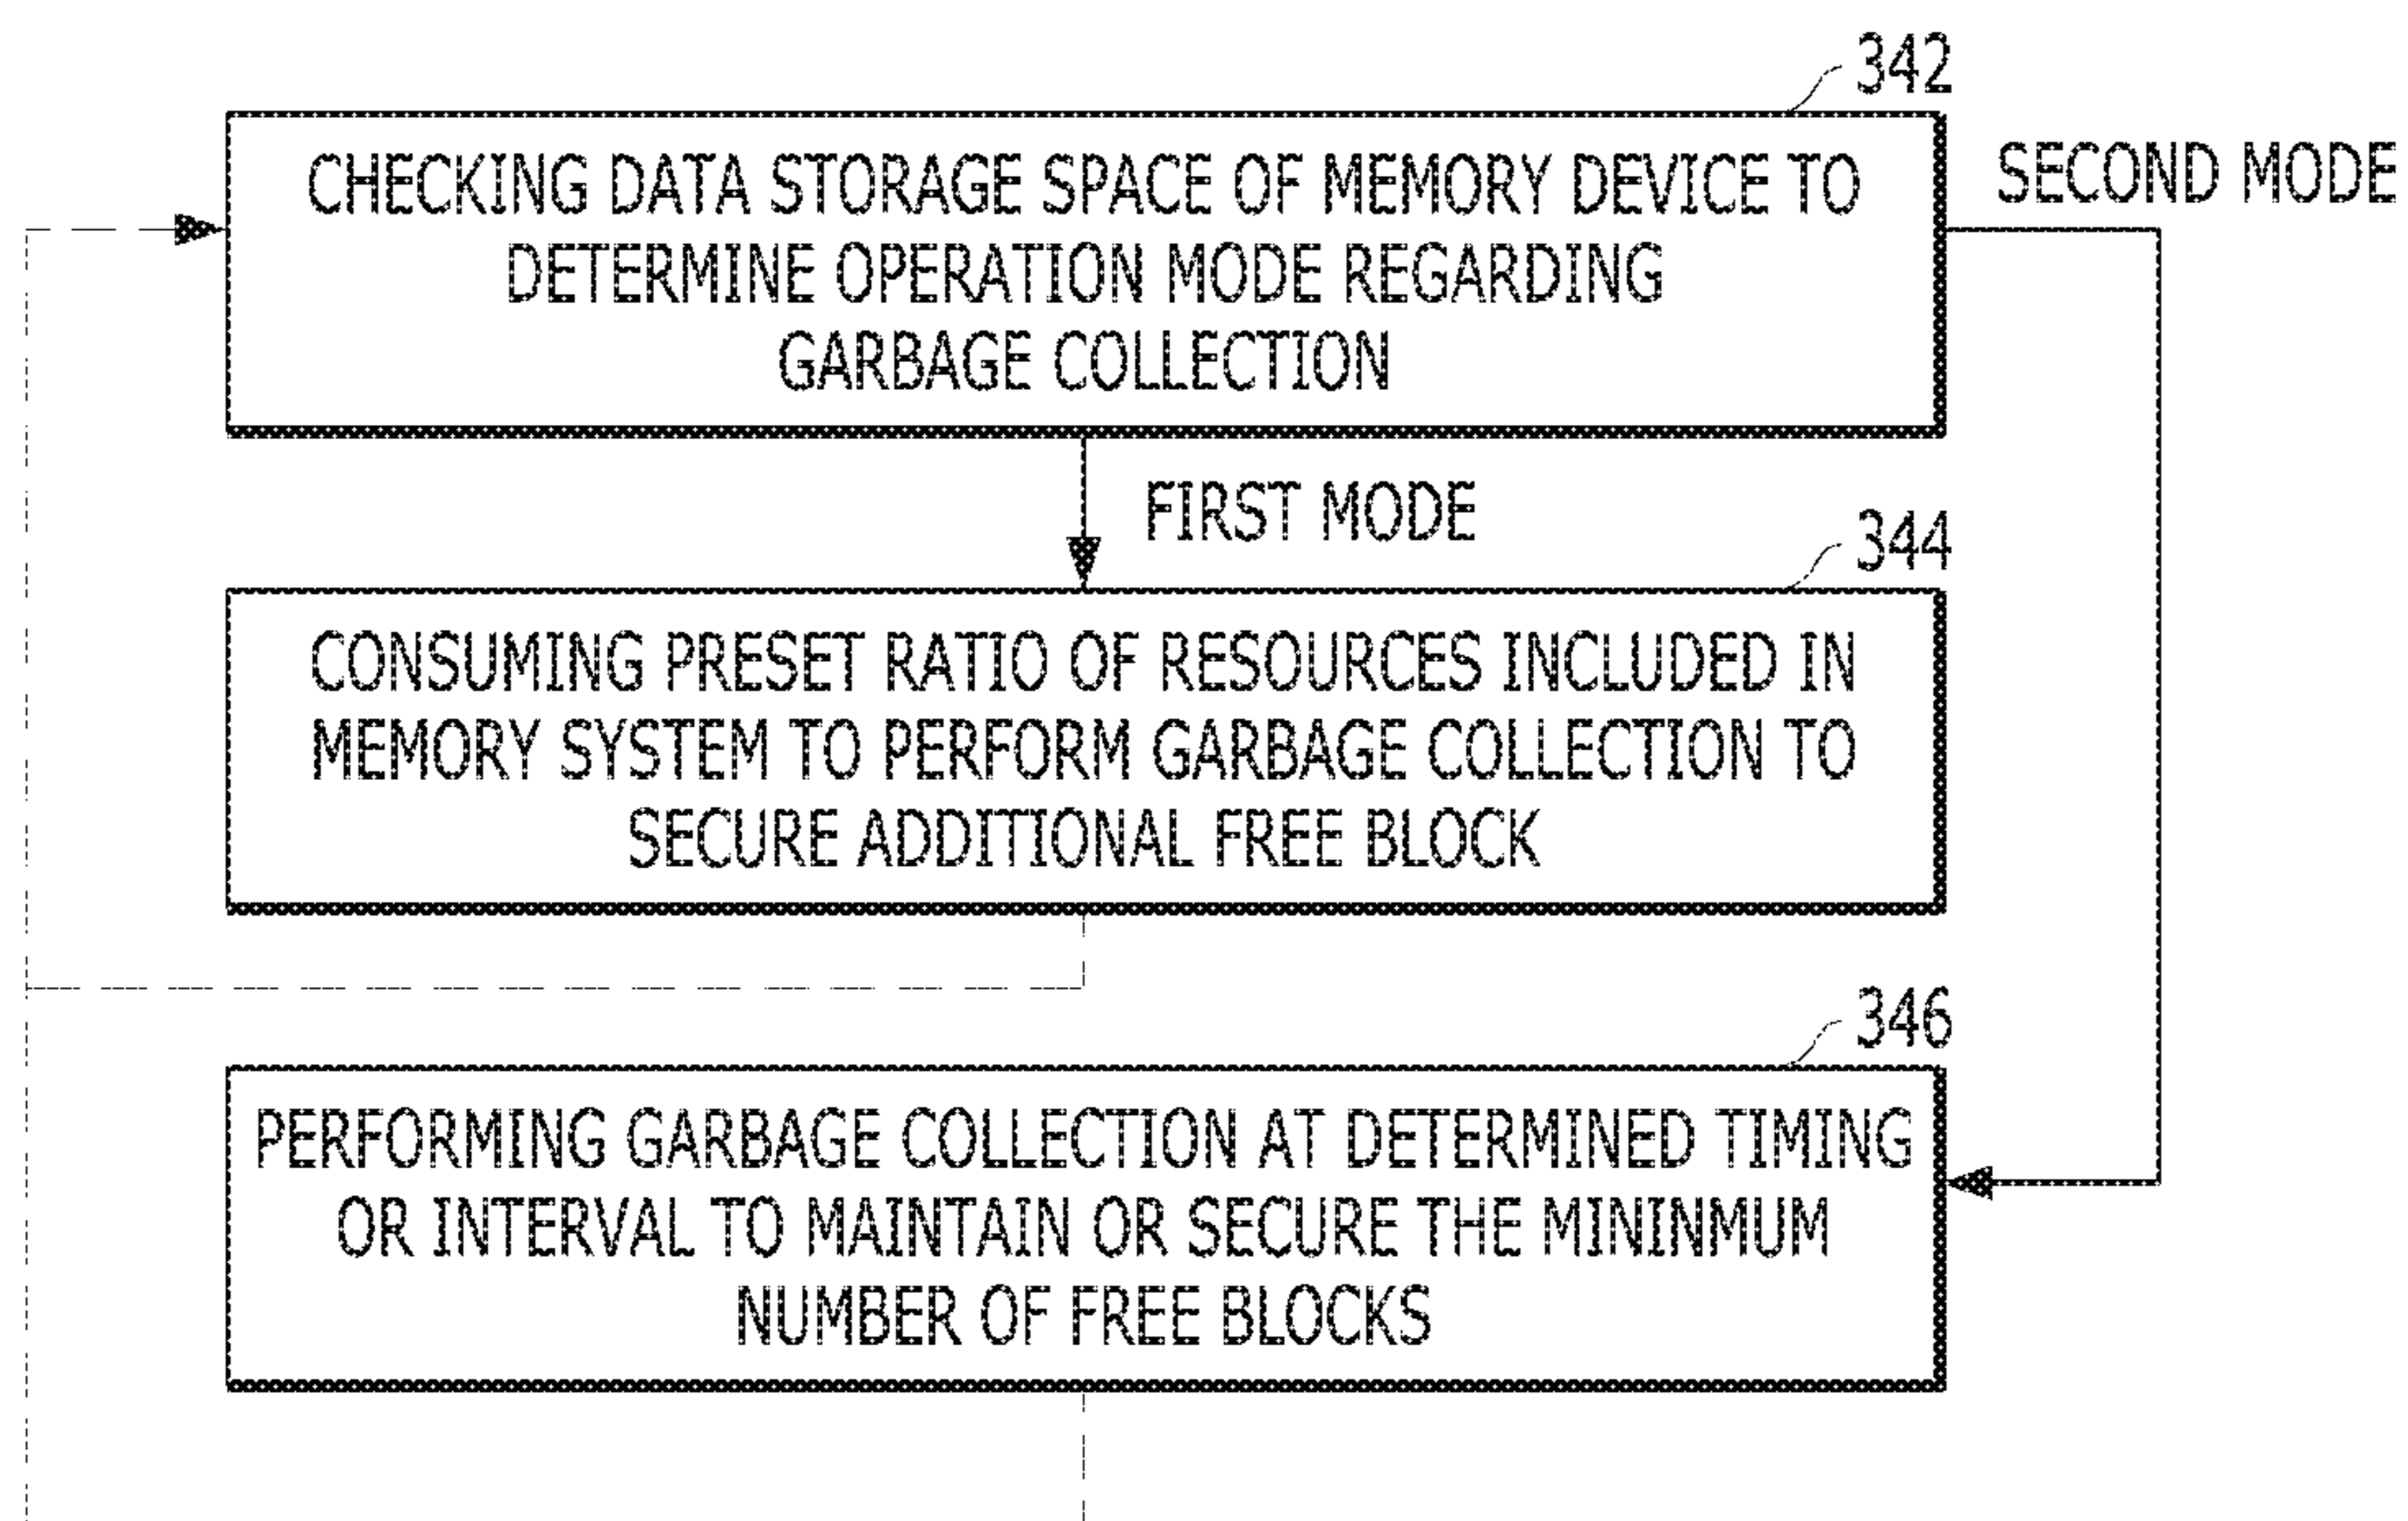 342
CHECKING DATA STORAGE SPACE OF MEMORY DEVICE TO
DETERMINE OPERATION MODE REGARDING
GARBAGE COLLECTION
SECOND MODE
FIRST MODE
344
CONSUMING PRESET RATIO OF RESOURCES INCLUDED IN
MEMORY SYSTEM TO PERFORM GARBAGE COLLECTION TO
SECURE ADDITIONAL FREE BLOCK
346
PERFORMING GARBAGE COLLECTION AT DETERMINED TIMING
OR INTERVAL TO MAINTAIN OR SECURE THE MININMUM
NUMBER OF FREE BLOCKS